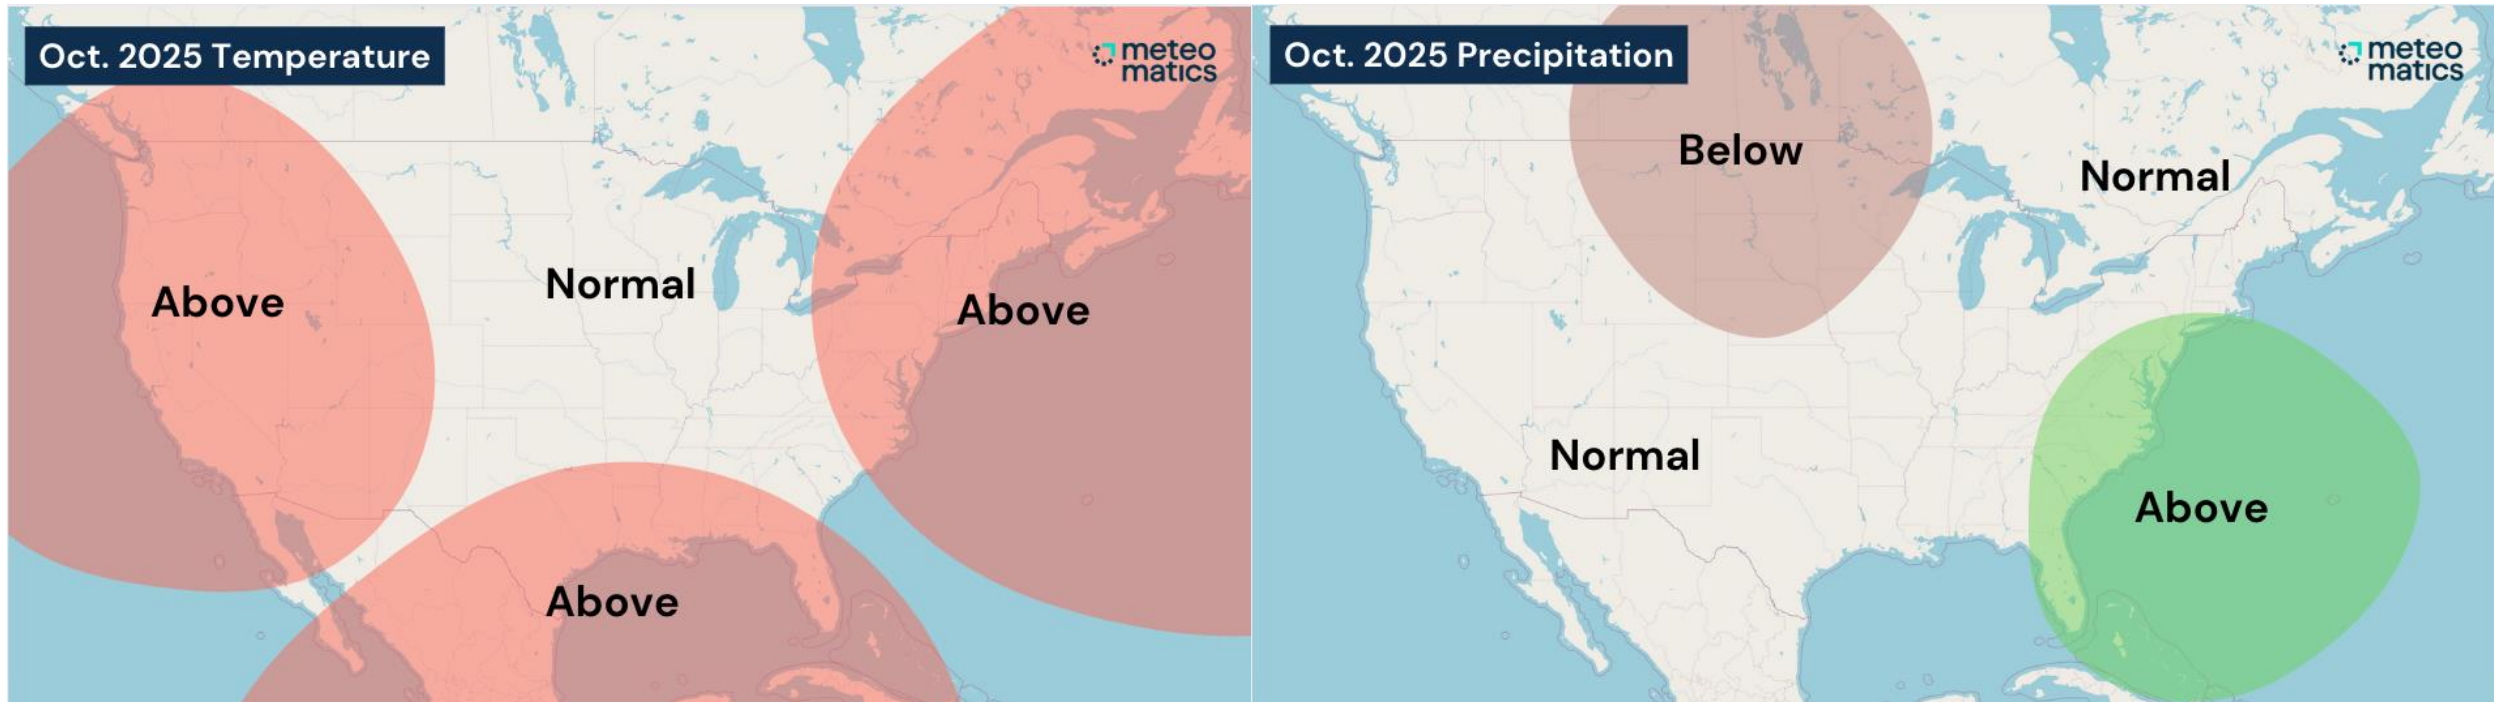 Oct. 2025 Temperature
meteo
matics
Above
Normal
Above
Above
Oct. 2025 Precipitation
meteo
matics
Below
Normal
Normal
Above